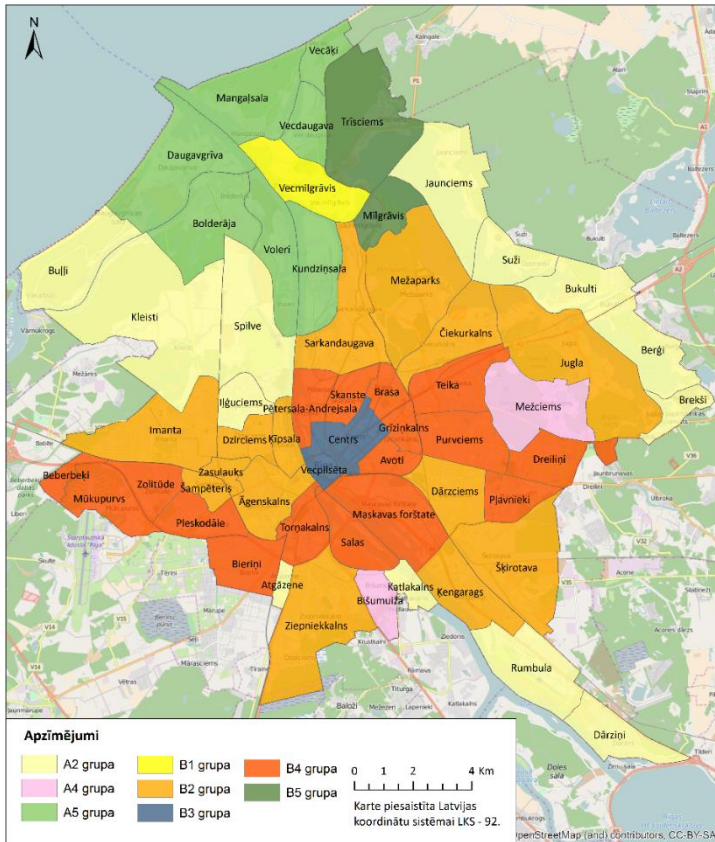 N
Kalngale
Vecāķi
Mangaļsala
Trīsciems
Vecdaugava
Daugavgrīva
Vecmīlgrāvis
Jaunciems
Mīlgrāvis
Bolderāja
Voleri
Suži
Kundziņsala
Mežaparks
Bukulti
Buļļi
Kleisti
Spilve
Čiekurkalns
Sarkandaugava
Jugla
Berģi
Skanste
Brasa
Teika
Brekši
Iļģuciems
Pētersala-Andrejsala
Mežciems
Imanta
Grīziņkalns
Dzirciems
Ķīpsala
Centrs
Purvciems
Dreiliņi
Vecpilsēta
Avoti
Beberbeķi
Zasulauks
Zolitūde
Šampēteris
Dārzciems
Pļavnieki
Mūkupurvs
Āgenskalns
Pleskodāle
Torņakalns
Maskavas forštate
Salas
Šķirotava
Bieriņi
Atgāzene
Katlakalns
Bišumuiža
Ķengarags
Ziepniekkalns
Rumbula
Dārziņi
Apzīmējumi
A2 grupa
B1 grupa
B4 grupa
A4 grupa
B2 grupa
B5 grupa
A5 grupa
B3 grupa
0 1 2 4 Km
Karte piesaistīta Latvijas
koordinātu sistēmai LKS - 92.
OpenStreetMap (and) contributors, CC-BY-SA